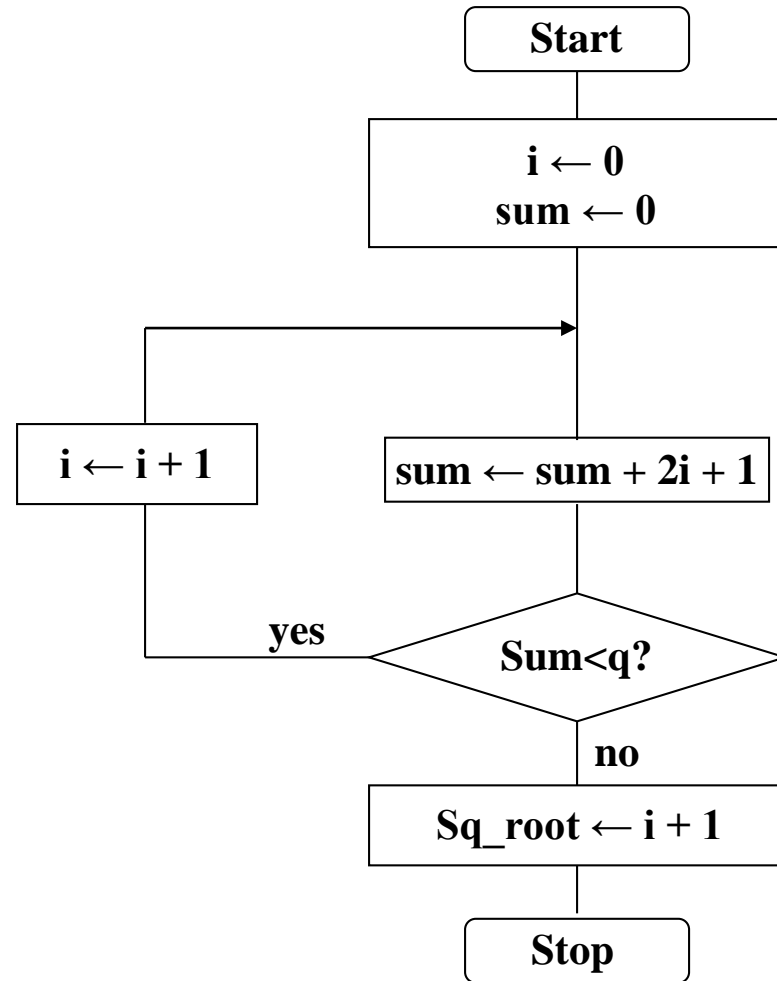 Start
i ← 0
sum ← 0
i ← i + 1
sum ← sum + 2i + 1
yes
Sum<q?
no
Sq_root ← i + 1
Stop